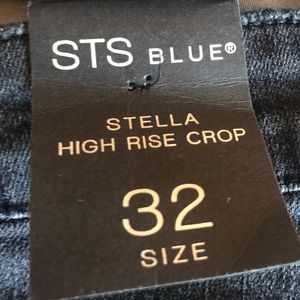 STS BLUE®
STELLA
HIGH RISE CROP
32
SIZE